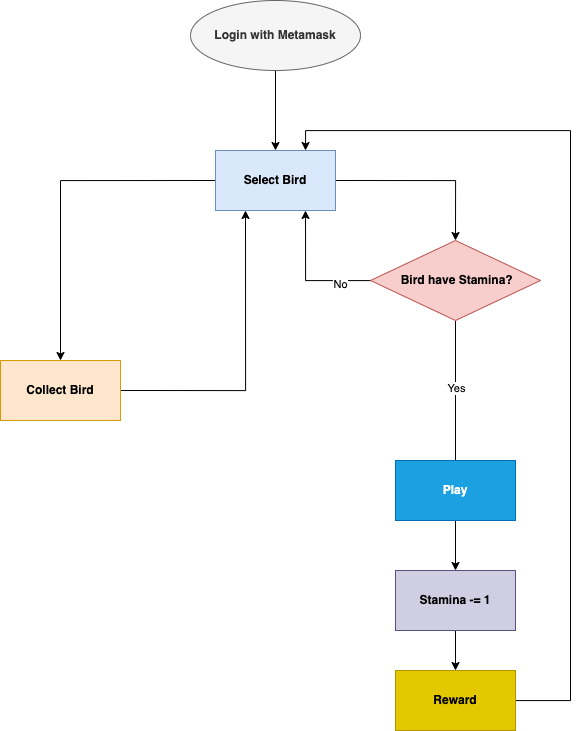 Login with Metamask
Select Bird
Bird have Stamina?
No
Collect Bird
Yes
Play
Stamina -= 1
Reward